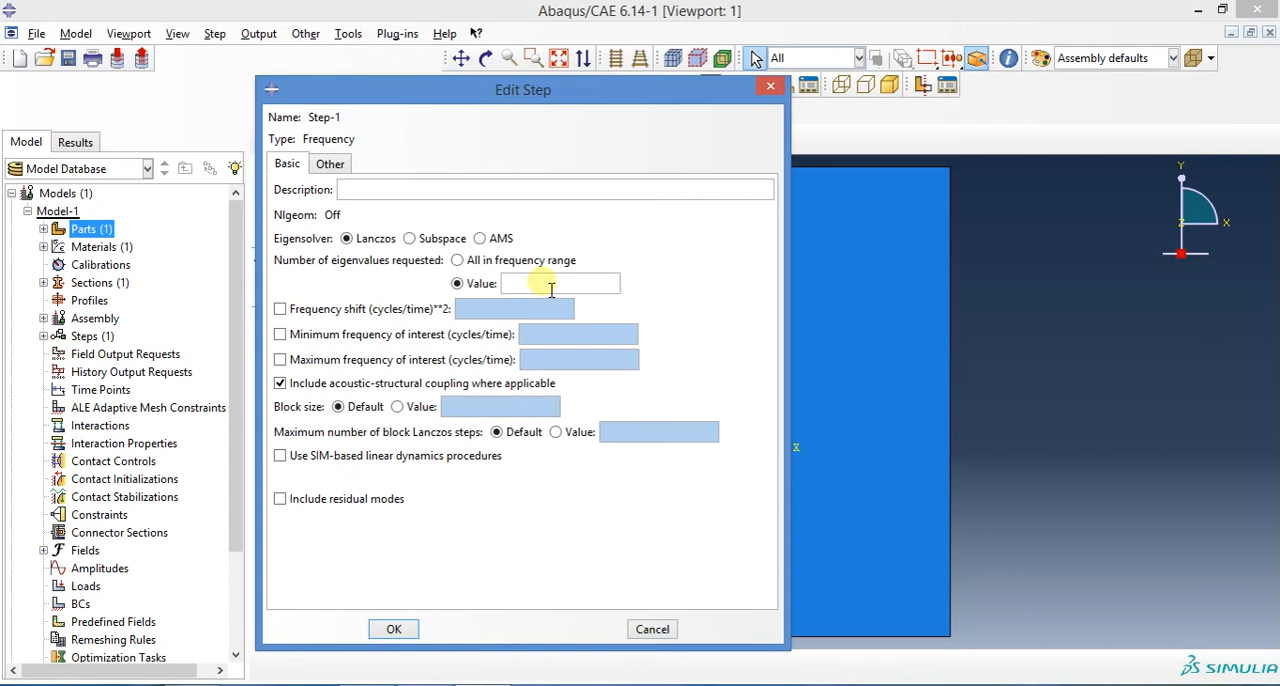 Abaqus/CAE 6.14-1 [Viewport: 1]
File Model Viewport View Step Output Other Tools Plug-ins Help
All
Assembly defaults
Edit Step
Name: Step-1
Type: Frequency
Basic Other
Description:
Nlgeom: Off
Eigensolver: Lanczos Subspace AMS
Number of eigenvalues requested: All in frequency range
Value:
Frequency shift (cycles/time)**2:
Minimum frequency of interest (cycles/time):
Maximum frequency of interest (cycles/time):
Include acoustic-structural coupling where applicable
Block size: Default Value:
Maximum number of block Lanczos steps: Default Value:
Use SIM-based linear dynamics procedures
Include residual modes
OK Cancel
Model Results
Model Database
Models (1)
Model-1
Parts (1)
Materials (1)
Calibrations
Sections (1)
Profiles
Assembly
Steps (1)
Field Output Requests
History Output Requests
Time Points
ALE Adaptive Mesh Constraints
Interactions
Interaction Properties
Contact Controls
Contact Initializations
Contact Stabilizations
Constraints
Connector Sections
Fields
Amplitudes
Loads
BCs
Predefined Fields
Remeshing Rules
Optimization Tasks
X
Y
Z
X
SIMULIA